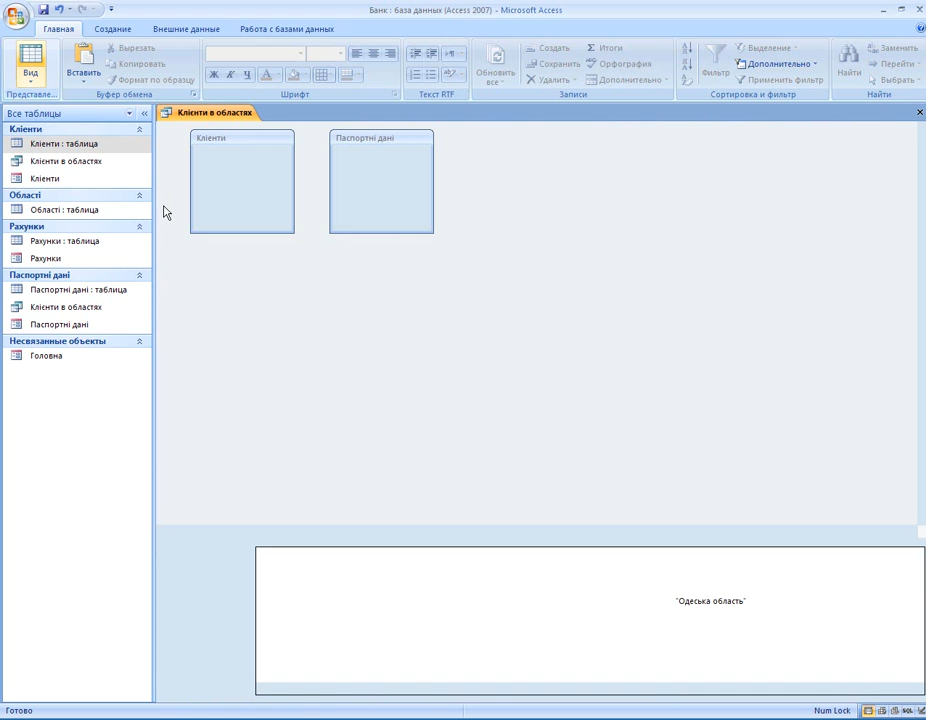 Банк : база данных (Access 2007) - Microsoft Access
Главная Создание Внешние данные Работа с базами данных
Вид
Представле...
Вставить
Вырезать
Копировать
Формат по образцу
Буфер обмена
Ж К Ч А
Шрифт
Текст RTF
Обновить все
Создать
Сохранить
Удалить
Итоги
Орфография
Дополнительно
Записи
Фильтр
Выделение
Дополнительно
Применить фильтр
Сортировка и фильтр
Найти
Заменить
Перейти
Выбрать
Найти
Все таблицы
Клієнти
Клієнти : таблица
Клієнти в областях
Клієнти
Області
Області : таблица
Рахунки
Рахунки : таблица
Рахунки
Паспортні дані
Паспортні дані : таблица
Клієнти в областях
Паспортні дані
Несвязанные объекты
Головна
Клієнти в областях
Клієнти
Паспортні дані
"Одеська область"
Готово
Num Lock
SQL